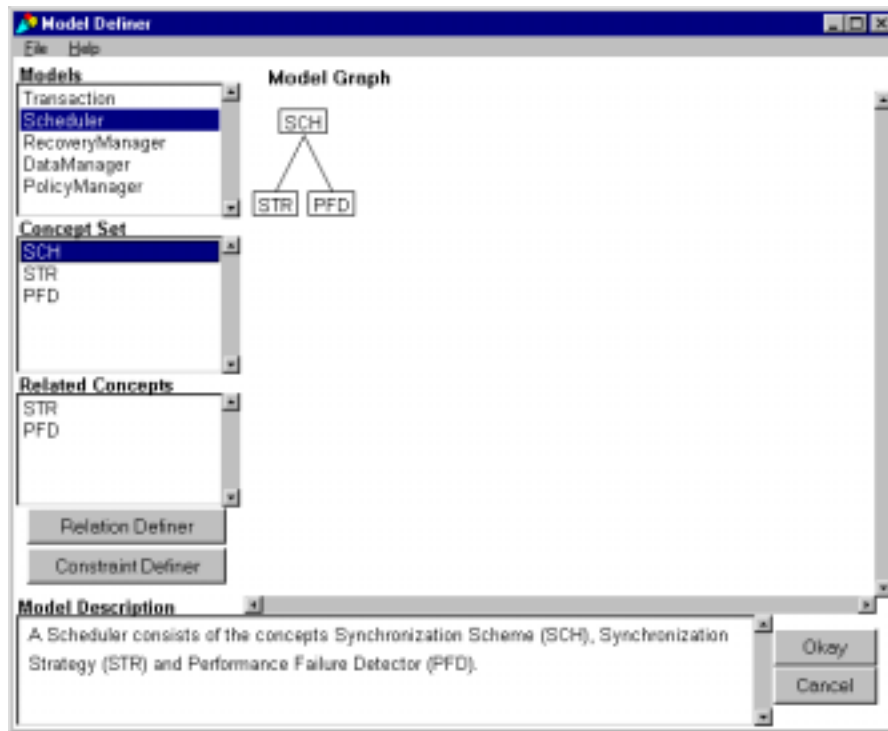 Model Definer
File Help
Models
Transaction
Scheduler
RecoveryManager
DataManager
PolicyManager
Concept Set
SCH
STR
PFD
Related Concepts
STR
PFD
Relation Definer
Constraint Definer
Model Graph
SCH
STR PFD
Model Description
A Scheduler consists of the concepts Synchronization Scheme (SCH), Synchronization
Strategy (STR) and Performance Failure Detector (PFD).
Okay
Cancel